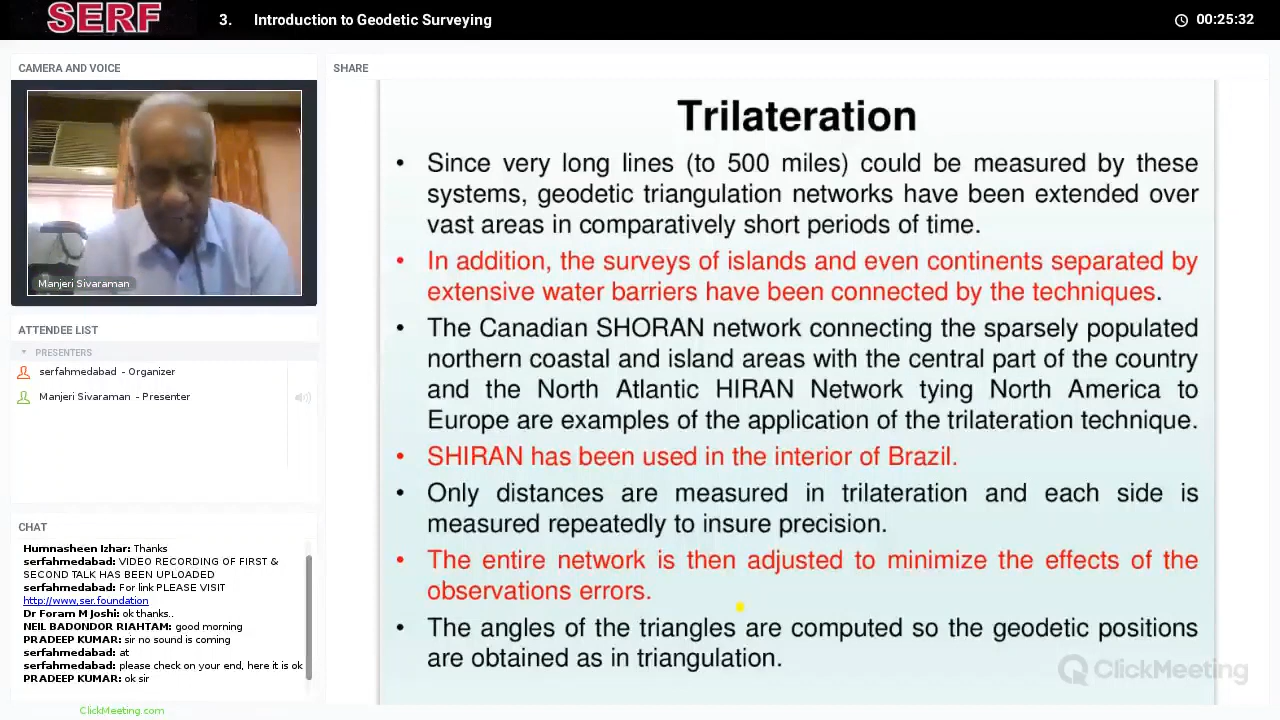 SERF
3. Introduction to Geodetic Surveying
00:25:32
CAMERA AND VOICE
Manjeri Sivaraman
ATTENDEE LIST
PRESENTERS
serfahmedabad - Organizer
Manjeri Sivaraman - Presenter
CHAT
Humnasheen Izhar: Thanks
serfahmedabad: VIDEO RECORDING OF FIRST &
SECOND TALK HAS BEEN UPLOADED
serfahmedabad: For link PLEASE VISIT
http://www.ser.foundation
Dr Foram M Joshi: ok thanks..
NEIL BADONDOR RIAHTAM: good morning
PRADEEP KUMAR: sir no sound is coming
serfahmedabad: at
serfahmedabad: please check on your end, here it is ok
PRADEEP KUMAR: ok sir
ClickMeeting.com
SHARE
Trilateration
• Since very long lines (to 500 miles) could be measured by these
systems, geodetic triangulation networks have been extended over
vast areas in comparatively short periods of time.
• In addition, the surveys of islands and even continents separated by
extensive water barriers have been connected by the techniques.
• The Canadian SHORAN network connecting the sparsely populated
northern coastal and island areas with the central part of the country
and the North Atlantic HIRAN Network tying North America to
Europe are examples of the application of the trilateration technique.
• SHIRAN has been used in the interior of Brazil.
• Only distances are measured in trilateration and each side is
measured repeatedly to insure precision.
• The entire network is then adjusted to minimize the effects of the
observations errors.
• The angles of the triangles are computed so the geodetic positions
are obtained as in triangulation.
ClickMeeting